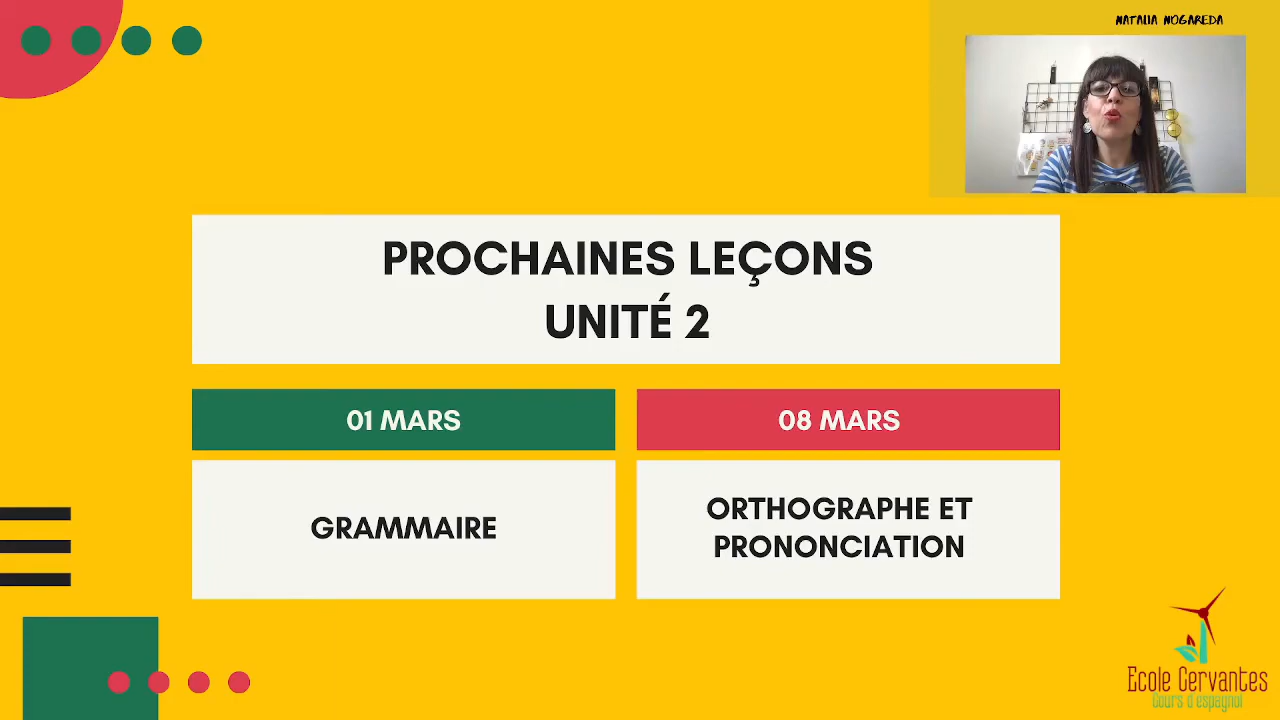 NATALIA NOGAREDA
PROCHAINES LEÇONS
UNITÉ 2
01 MARS
08 MARS
GRAMMAIRE
ORTHOGRAPHE ET
PRONONCIATION
Ecole Cervantes
Cours d'espagnol